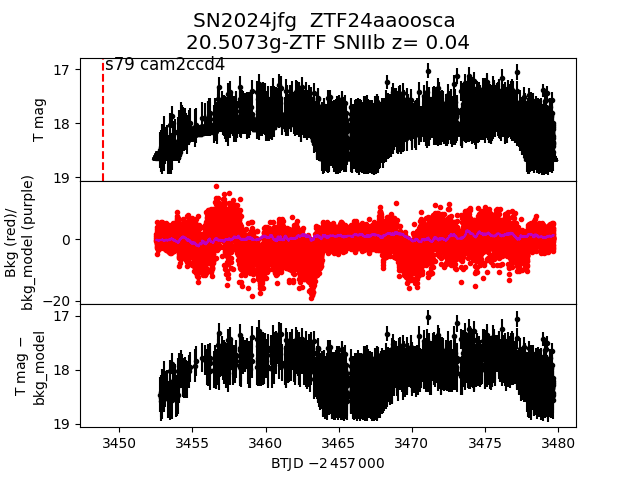 SN2024jfg ZTF24aaoosca
20.5073g-ZTF SNIIb z= 0.04
s79 cam2ccd4
T mag
17
18
19
Bkg (red)/
bkg_model (purple)
0
−20
T mag −
bkg_model
17
18
19
3450 3455 3460 3465 3470 3475 3480
BTJD −2 457 000